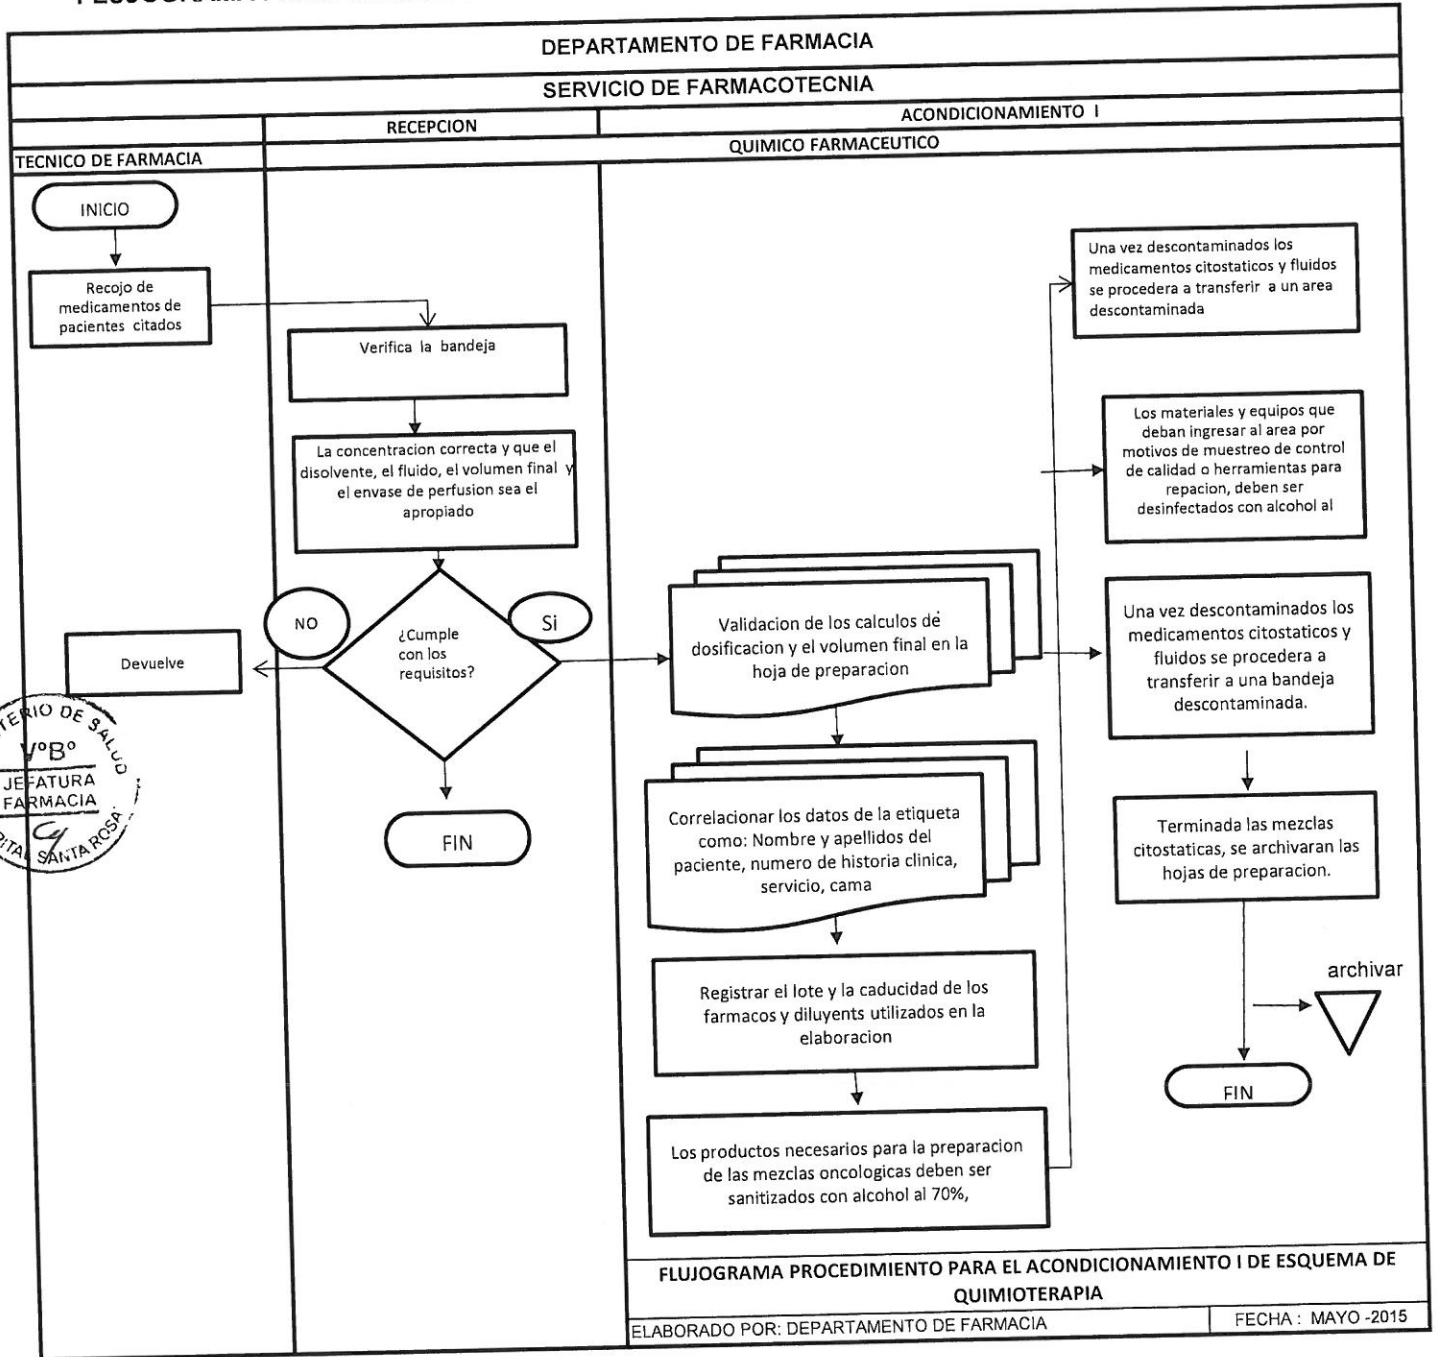 DEPARTAMENTO DE FARMACIA
SERVICIO DE FARMACOTECNIA
RECEPCION
ACONDICIONAMIENTO I
TECNICO DE FARMACIA
QUIMICO FARMACEUTICO
INICIO
Recojo de
medicamentos de
pacientes citados
Verifica la bandeja
La concentracion correcta y que el
disolvente, el fluido, el volumen final y
el envase de perfusion sea el
apropiado
NO
Si
¿Cumple
con los
requisitos?
Devuelve
FIN
VºBº
JEFATURA
FARMACIA
DE SALUD
SANTA ROSA
Validacion de los calculos de
dosificacion y el volumen final en la
hoja de preparacion
Correlacionar los datos de la etiqueta
como: Nombre y apellidos del
paciente, numero de historia clinica,
servicio, cama
Registrar el lote y la caducidad de los
farmacos y diluyents utilizados en la
elaboracion
Los productos necesarios para la preparacion
de las mezclas oncologicas deben ser
sanitizados con alcohol al 70%,
Una vez descontaminados los
medicamentos citostaticos y fluidos
se procedera a transferir a un area
descontaminada
Los materiales y equipos que
deban ingresar al area por
motivos de muestreo de control
de calidad o herramientas para
repacion, deben ser
desinfectados con alcohol al
Una vez descontaminados los
medicamentos citostaticos y
fluidos se procedera a
transferir a una bandeja
descontaminada.
Terminada las mezclas
citostaticas, se archivaran las
hojas de preparacion.
archivar
FIN
FLUJOGRAMA PROCEDIMIENTO PARA EL ACONDICIONAMIENTO I DE ESQUEMA DE
QUIMIOTERAPIA
ELABORADO POR: DEPARTAMENTO DE FARMACIA
FECHA : MAYO -2015